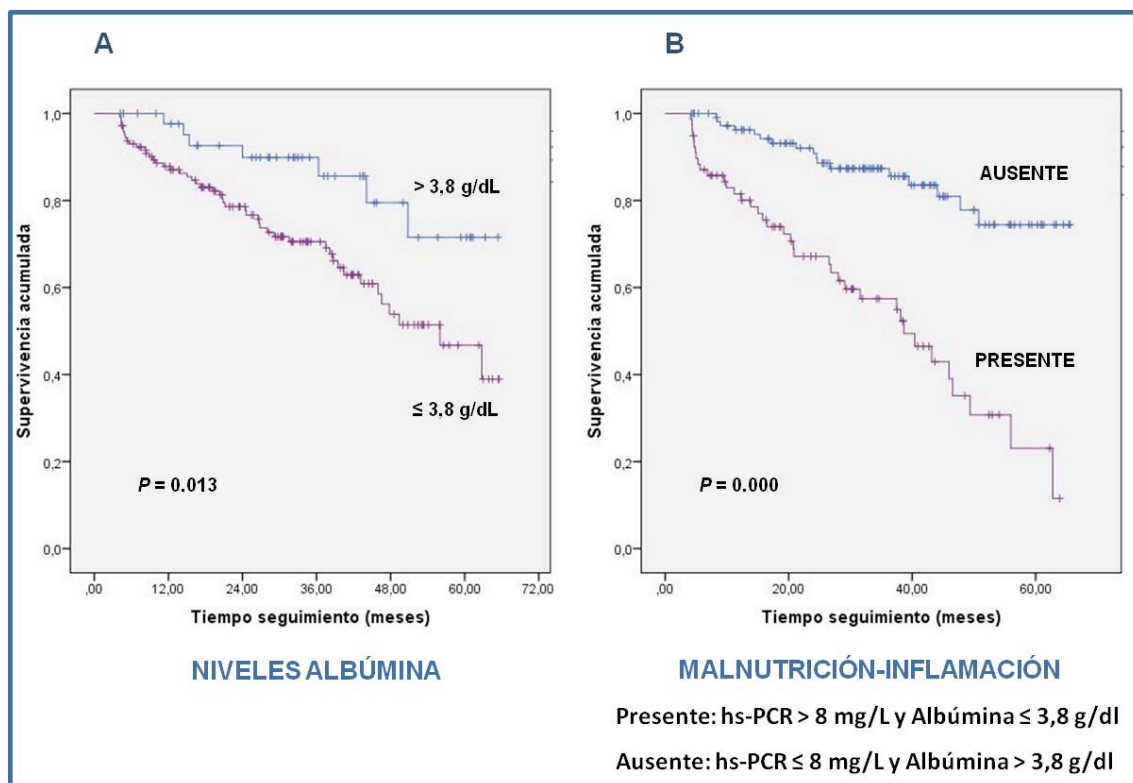 A
Supervivencia acumulada
1,0
0,8
0,6
0,4
0,2
0,0
> 3,8 g/dL
≤ 3,8 g/dL
P = 0.013
,00 12,00 24,00 36,00 48,00 60,00 72,00
Tiempo seguimiento (meses)
NIVELES ALBÚMINA
B
Supervivencia acumulada
1,0
0,8
0,6
0,4
0,2
0,0
AUSENTE
PRESENTE
P = 0.000
,00 20,00 40,00 60,00
Tiempo seguimiento (meses)
MALNUTRICIÓN-INFLAMACIÓN
Presente: hs-PCR > 8 mg/L y Albúmina ≤ 3,8 g/dl
Ausente: hs-PCR ≤ 8 mg/L y Albúmina > 3,8 g/dl